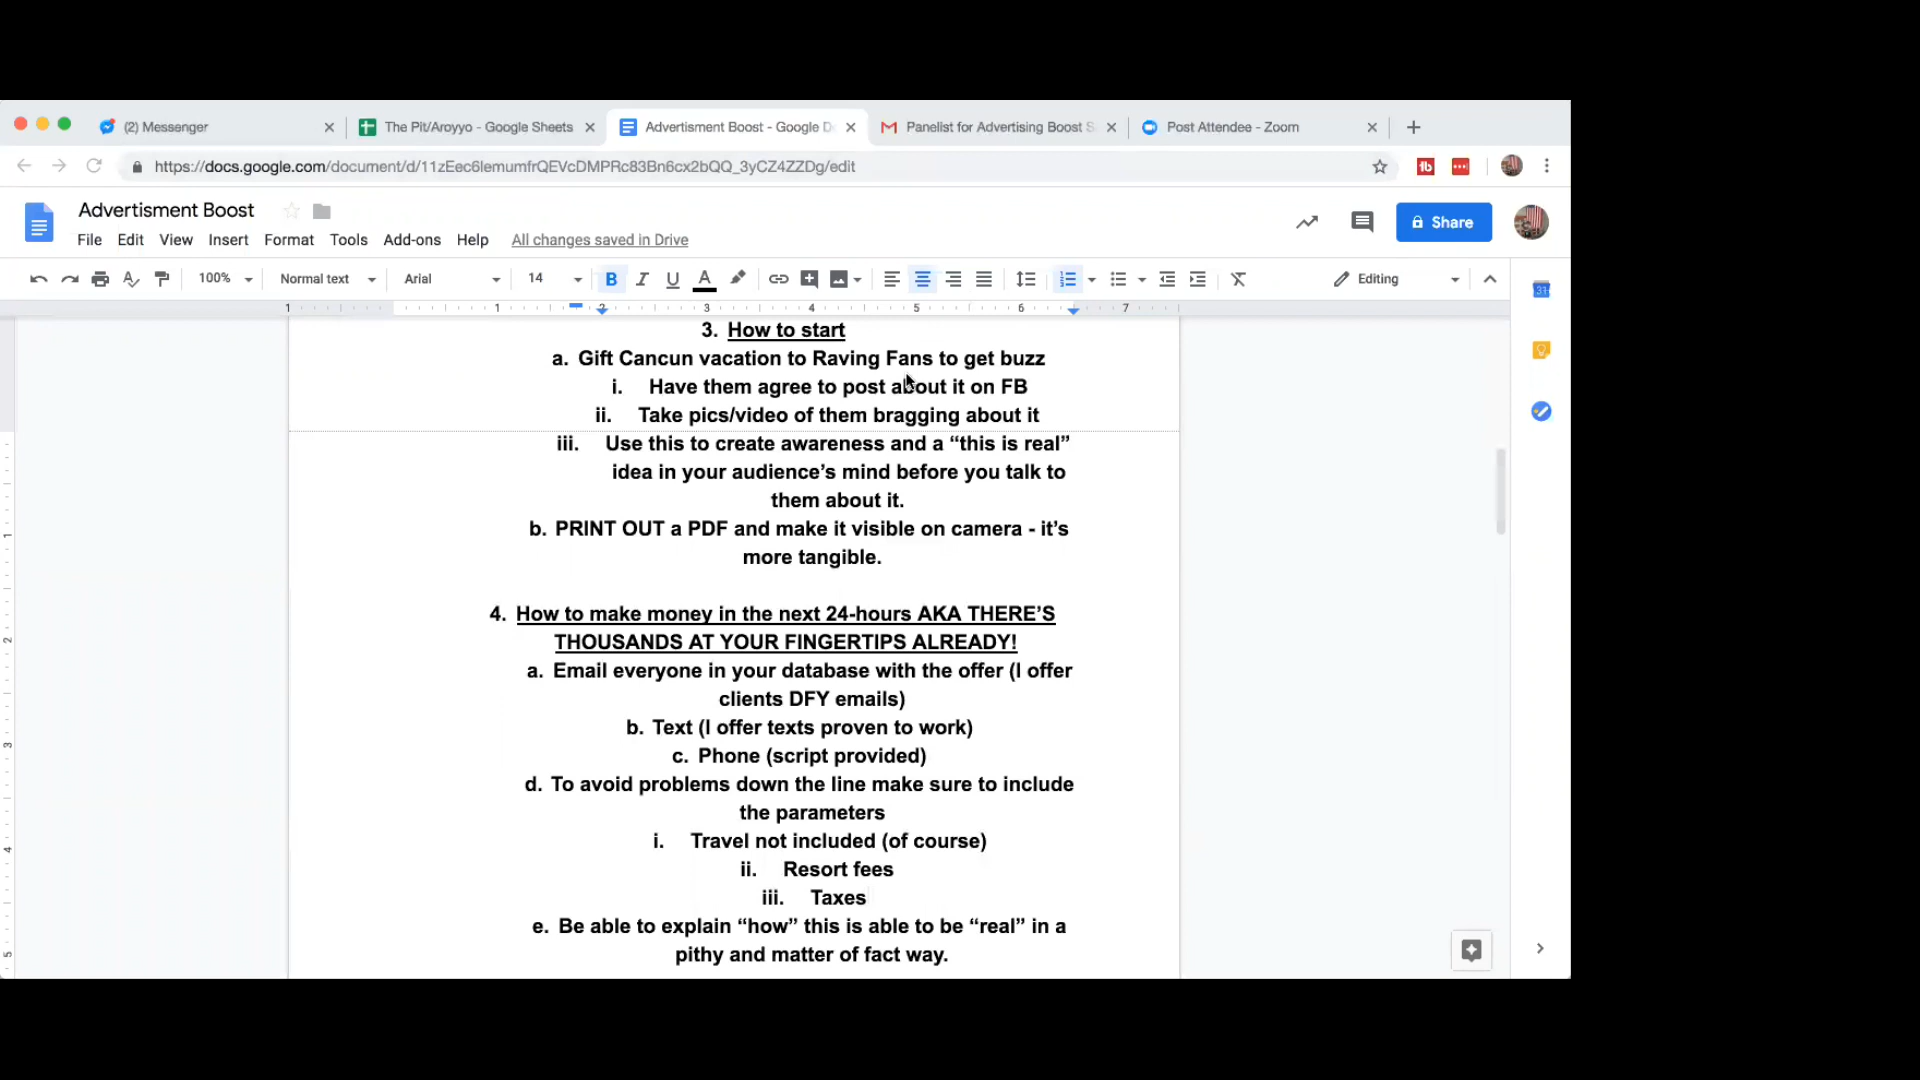 (2) Messenger
The Pit/Aroyyo - Google Sheets
Advertisment Boost - Google D
Panelist for Advertising Boost S
Post Attendee - Zoom
https://docs.google.com/document/d/11zEec6lemumfrQEVcDMPRc83Bn6cx2bQQ_3yCZ4ZZDg/edit
Advertisment Boost
Share
File Edit View Insert Format Tools Add-ons Help All changes saved in Drive
100% Normal text Arial 14 Editing
1 1 2 3 4 5 6 7
3. How to start
a. Gift Cancun vacation to Raving Fans to get buzz
i. Have them agree to post about it on FB
ii. Take pics/video of them bragging about it
iii. Use this to create awareness and a “this is real”
idea in your audience’s mind before you talk to
them about it.
b. PRINT OUT a PDF and make it visible on camera - it’s
more tangible.
4. How to make money in the next 24-hours AKA THERE’S
THOUSANDS AT YOUR FINGERTIPS ALREADY!
a. Email everyone in your database with the offer (I offer
clients DFY emails)
b. Text (I offer texts proven to work)
c. Phone (script provided)
d. To avoid problems down the line make sure to include
the parameters
i. Travel not included (of course)
ii. Resort fees
iii. Taxes
e. Be able to explain “how” this is able to be “real” in a
pithy and matter of fact way.